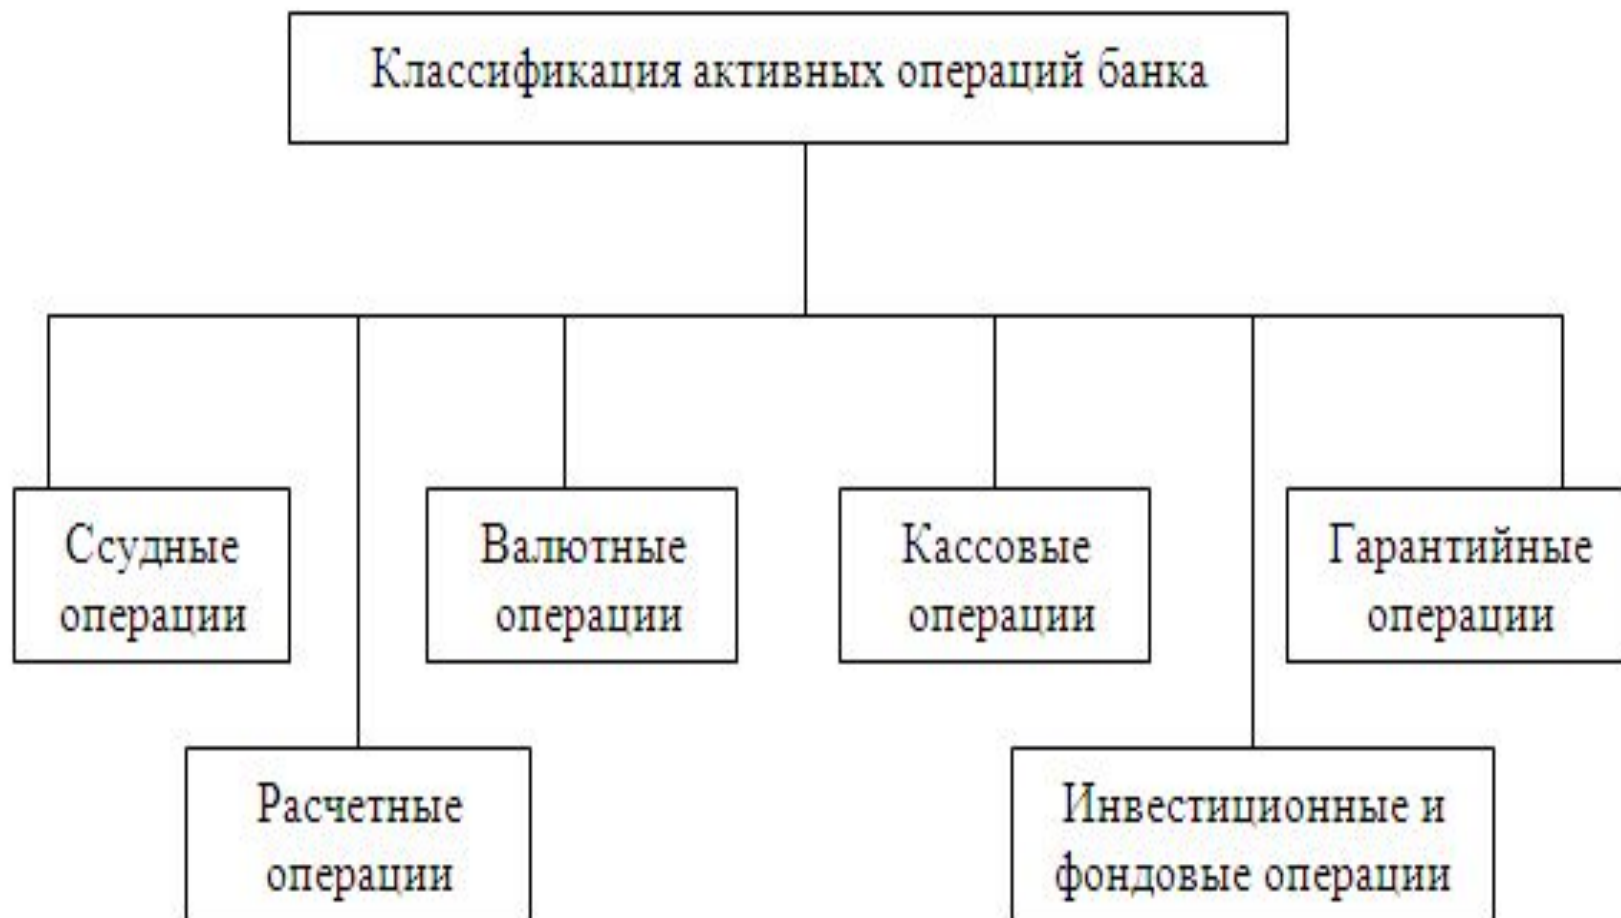 Классификация активных операций банка
Ссудные
операции
Валютные
операции
Кассовые
операции
Гарантийные
операции
Расчетные
операции
Инвестиционные и
фондовые операции